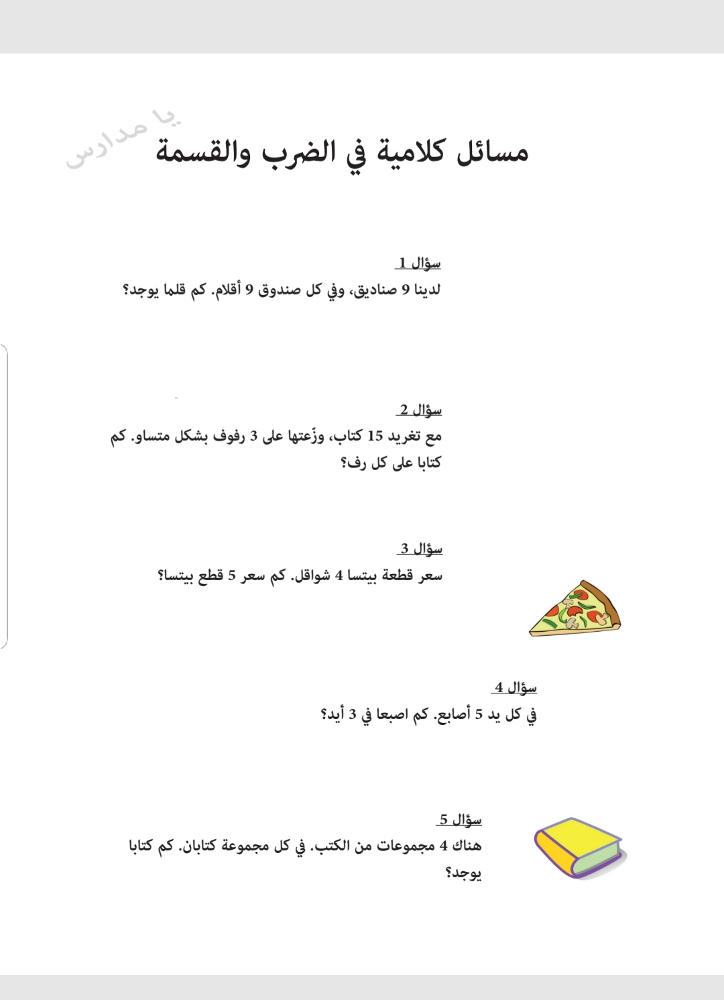 يا مدارس
مسائل كلامية في الضرب والقسمة
سؤال 1
لدينا 9 صناديق، وفي كل صندوق 9 أقلام. كم قلما يوجد؟
سؤال 2
مع تغريد 15 كتاب، وزّعتها على 3 رفوف بشكل متساو. كم
كتابا على كل رف؟
سؤال 3
سعر قطعة بيتسا 4 شواقل. كم سعر 5 قطع بيتسا؟
سؤال 4
في كل يد 5 أصابع. كم اصبعا في 3 أيد؟
سؤال 5
هناك 4 مجموعات من الكتب. في كل مجموعة كتابان. كم كتابا
يوجد؟